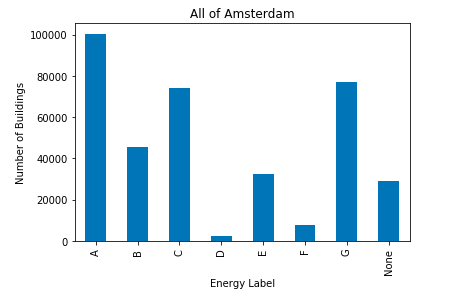 All of Amsterdam
100000
80000
60000
40000
20000
0
Number of Buildings
A
B
C
D
E
F
G
None
Energy Label